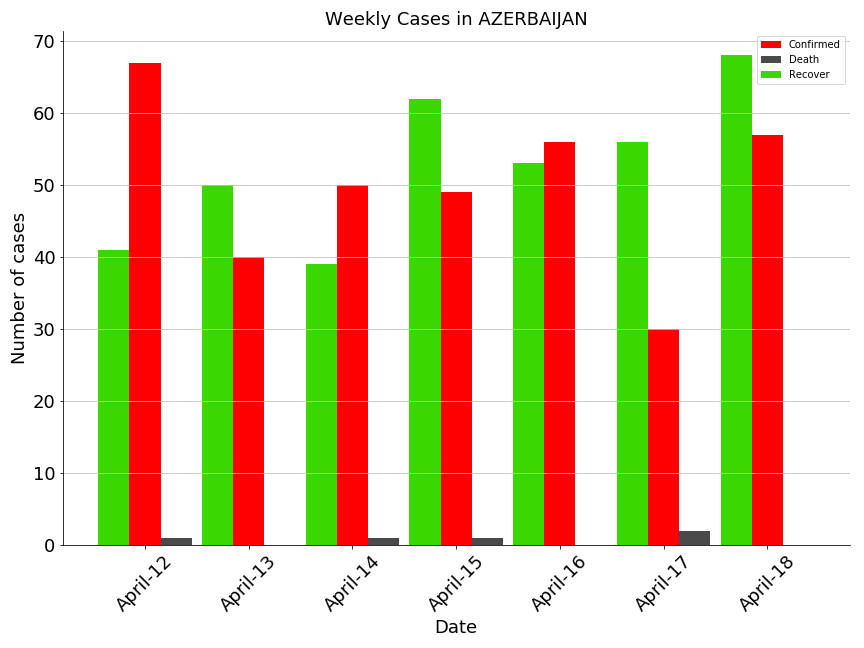 Weekly Cases in AZERBAIJAN
Confirmed
Death
Recover
Number of cases
70
60
50
40
30
20
10
0
April-12
April-13
April-14
April-15
April-16
April-17
April-18
Date